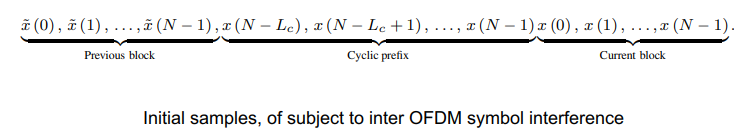 x̃ (0) , x̃ (1) , . . . , x̃ (N − 1) , x (N − L_c) , x (N − L_c + 1) , . . . , x (N − 1) x (0) , x (1) , . . . , x (N − 1) .
Previous block Cyclic prefix Current block
Initial samples, of subject to inter OFDM symbol interference